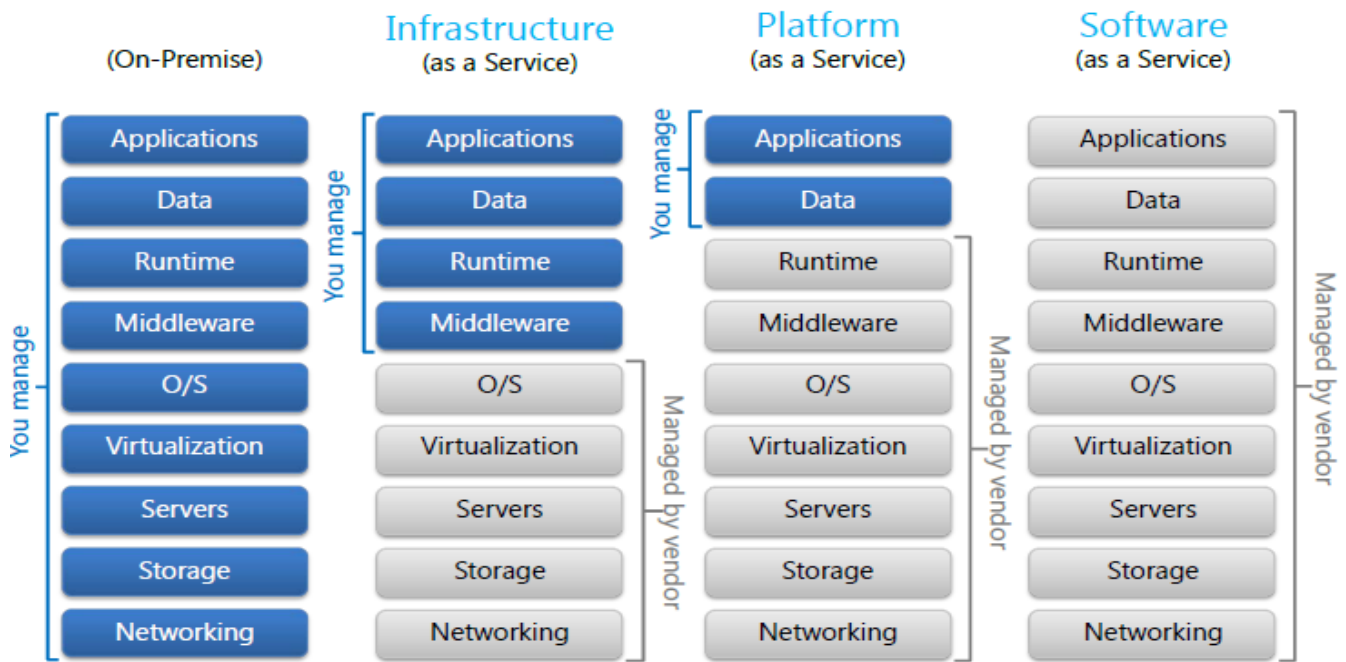 (On-Premise)
Infrastructure
(as a Service)
Platform
(as a Service)
Software
(as a Service)
You manage
Applications
Data
Runtime
Middleware
O/S
Virtualization
Servers
Storage
Networking
You manage
Applications
Data
Runtime
Middleware
O/S
Virtualization
Servers
Storage
Networking
Managed by vendor
You manage
Applications
Data
Runtime
Middleware
O/S
Virtualization
Servers
Storage
Networking
Managed by vendor
Applications
Data
Runtime
Middleware
O/S
Virtualization
Servers
Storage
Networking
Managed by vendor